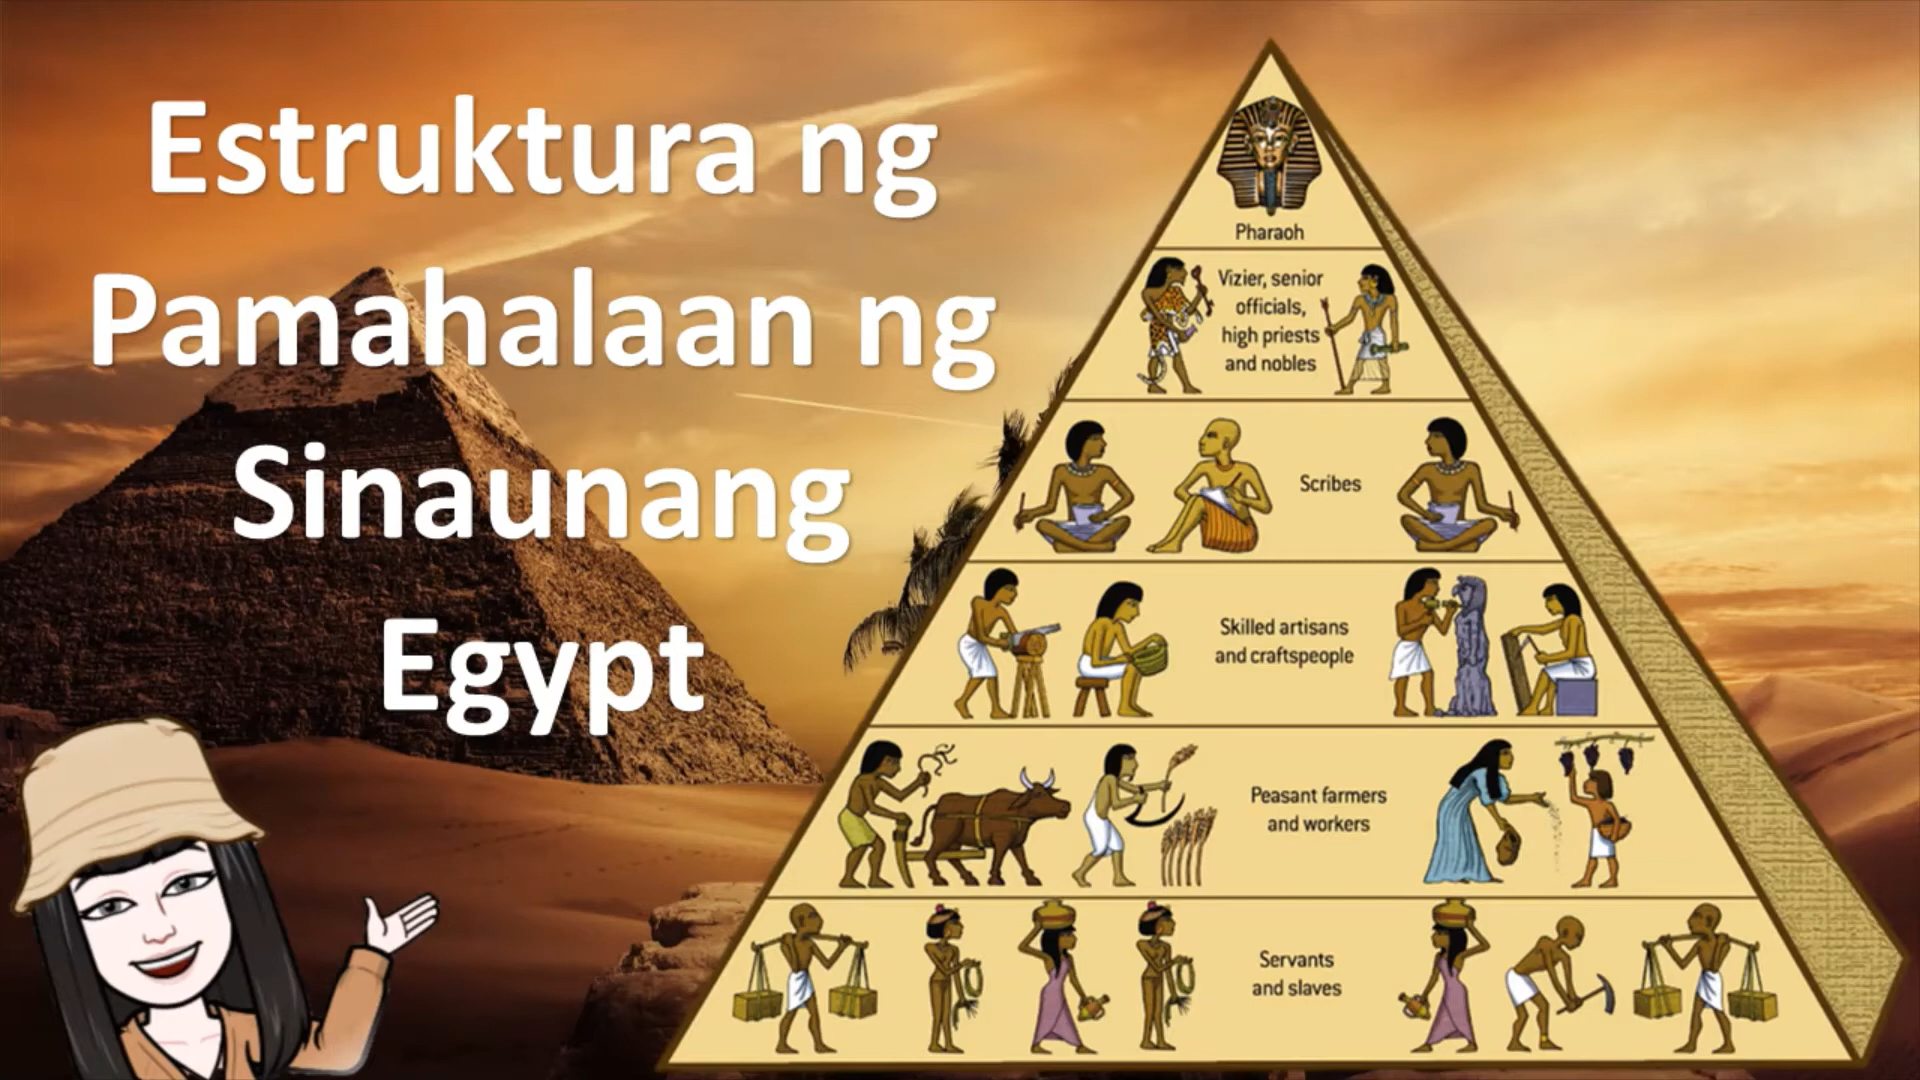 Estruktura ng
Pamahalaan ng
Sinaunang
Egypt
Pharaoh
Vizier, senior
officials,
high priests
and nobles
Scribes
Skilled artisans
and craftspeople
Peasant farmers
and workers
Servants
and slaves